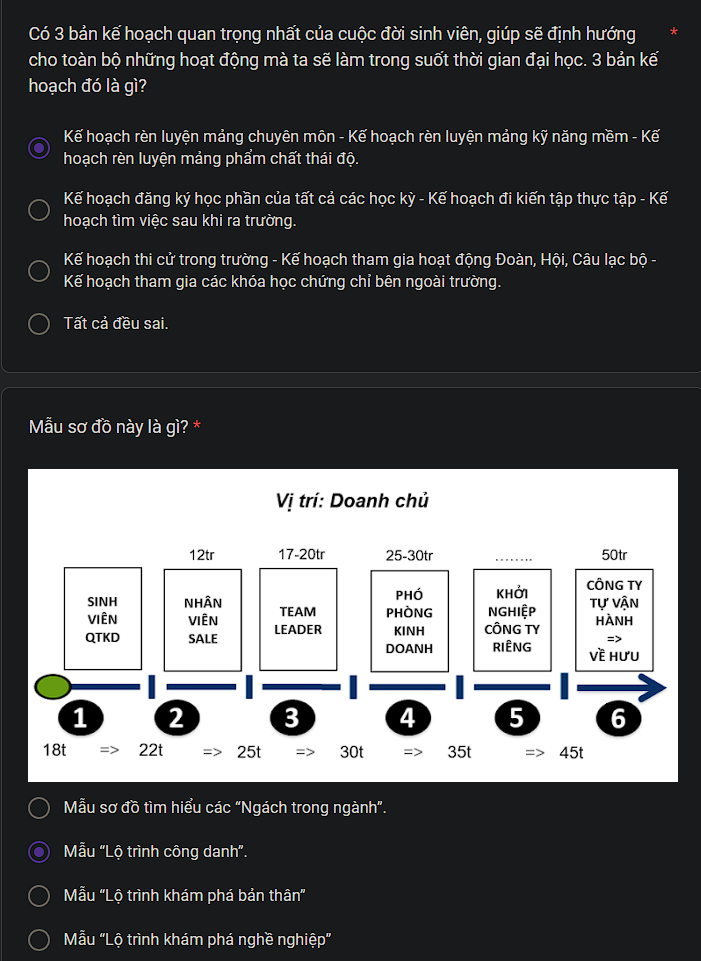 Có 3 bản kế hoạch quan trọng nhất của cuộc đời sinh viên, giúp sẽ định hướng *
cho toàn bộ những hoạt động mà ta sẽ làm trong suốt thời gian đại học. 3 bản kế
hoạch đó là gì?
Kế hoạch rèn luyện mảng chuyên môn - Kế hoạch rèn luyện mảng kỹ năng mềm - Kế
hoạch rèn luyện mảng phẩm chất thái độ.
Kế hoạch đăng ký học phần của tất cả các học kỳ - Kế hoạch đi kiến tập thực tập - Kế
hoạch tìm việc sau khi ra trường.
Kế hoạch thi cử trong trường - Kế hoạch tham gia hoạt động Đoàn, Hội, Câu lạc bộ -
Kế hoạch tham gia các khóa học chứng chỉ bên ngoài trường.
Tất cả đều sai.
Mẫu sơ đồ này là gì? *
Vị trí: Doanh chủ
12tr 17-20tr 25-30tr ........ 50tr
SINH
VIÊN
QTKD
NHÂN
VIÊN
SALE
TEAM
LEADER
PHÓ
PHÒNG
KINH
DOANH
KHỞI
NGHIỆP
CÔNG TY
RIÊNG
CÔNG TY
TỰ VẬN
HÀNH
=>
VỀ HƯU
1 2 3 4 5 6
18t => 22t => 25t => 30t => 35t => 45t
Mẫu sơ đồ tìm hiểu các “Ngách trong ngành”.
Mẫu “Lộ trình công danh”.
Mẫu “Lộ trình khám phá bản thân”
Mẫu “Lộ trình khám phá nghề nghiệp”